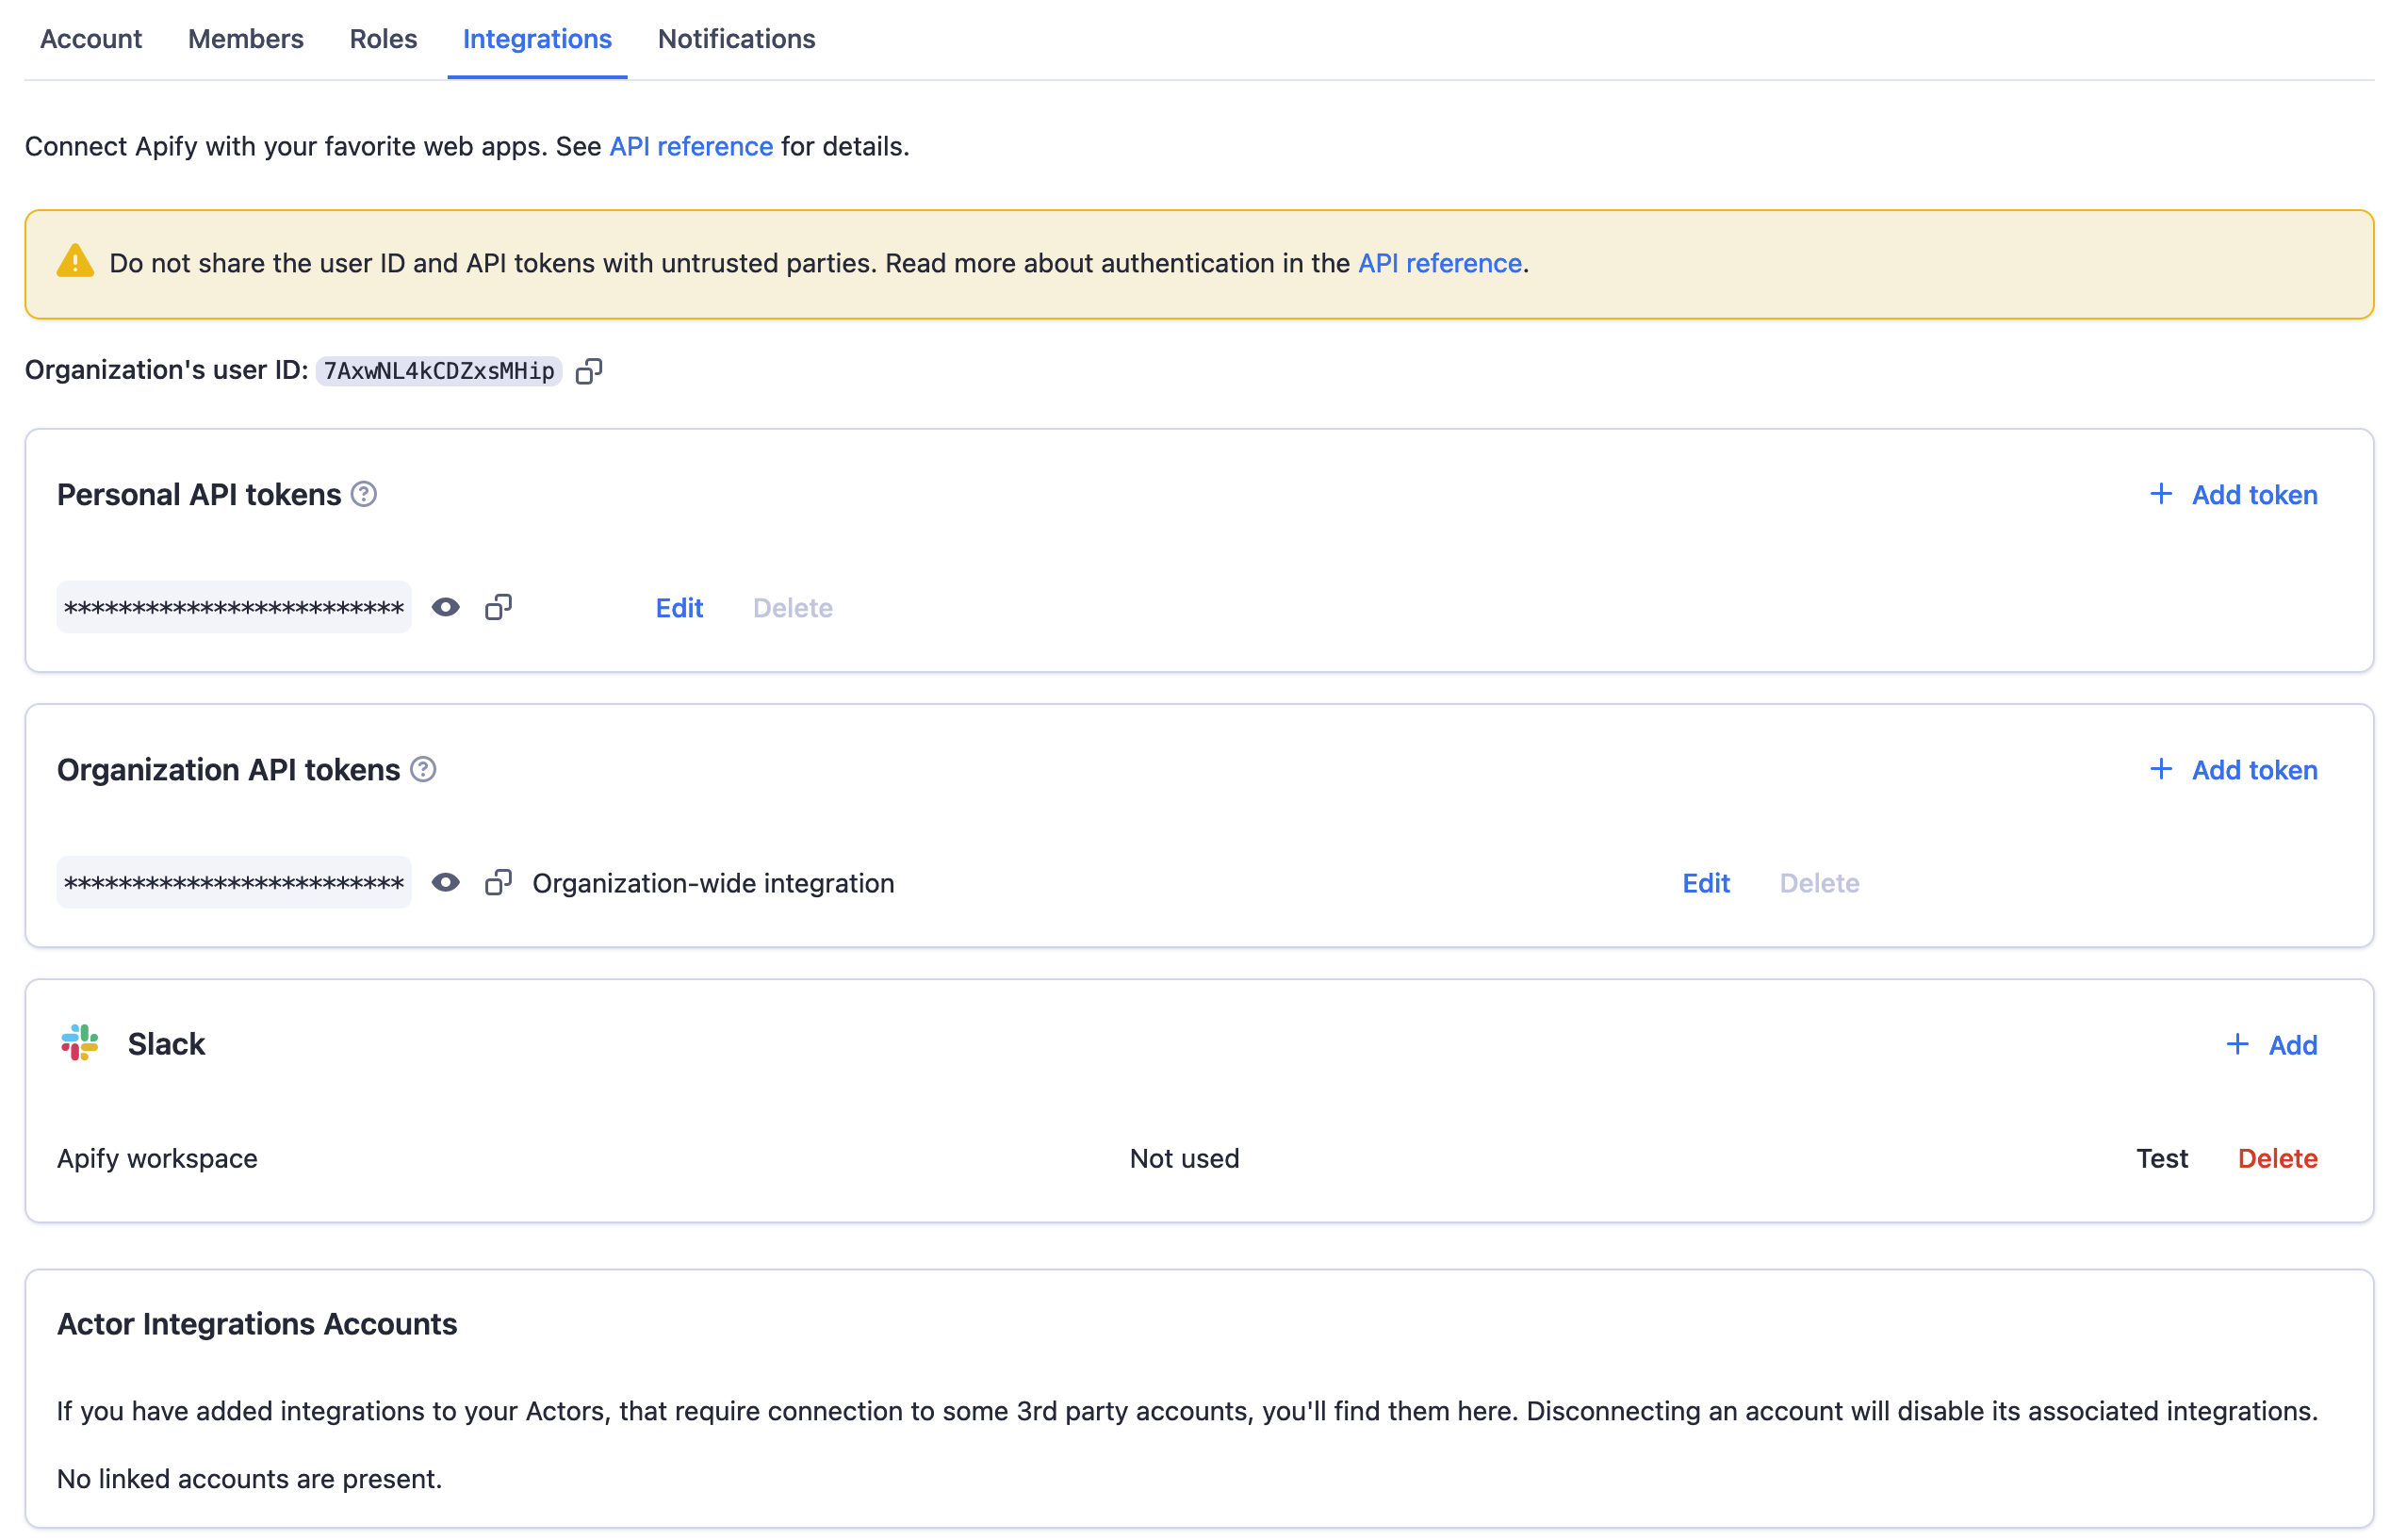 Account Members Roles Integrations Notifications
Connect Apify with your favorite web apps. See API reference for details.
Do not share the user ID and API tokens with untrusted parties. Read more about authentication in the API reference.
Organization's user ID: 7AxwNL4kCDZxsMHip
Personal API tokens
+ Add token
************************* Edit Delete
Organization API tokens
+ Add token
************************* Organization-wide integration Edit Delete
Slack
+ Add
Apify workspace Not used Test Delete
Actor Integrations Accounts
If you have added integrations to your Actors, that require connection to some 3rd party accounts, you'll find them here. Disconnecting an account will disable its associated integrations.
No linked accounts are present.